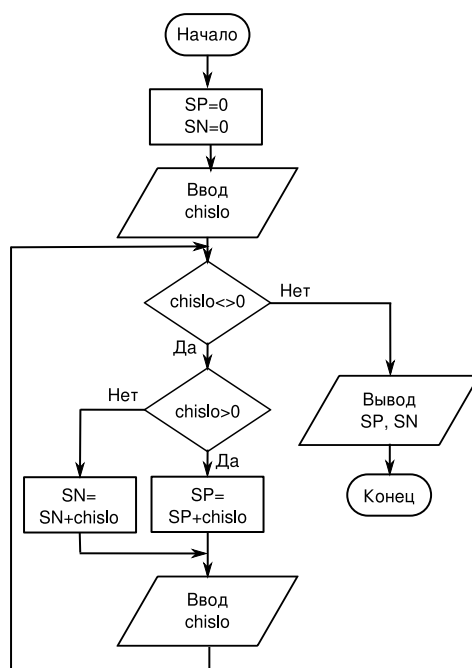 Начало
SP=0
SN=0
Ввод
chislo
chislo<>0
Нет
Да
chislo>0
Нет
Да
Вывод
SP, SN
SN=
SN+chislo
SP=
SP+chislo
Конец
Ввод
chislo